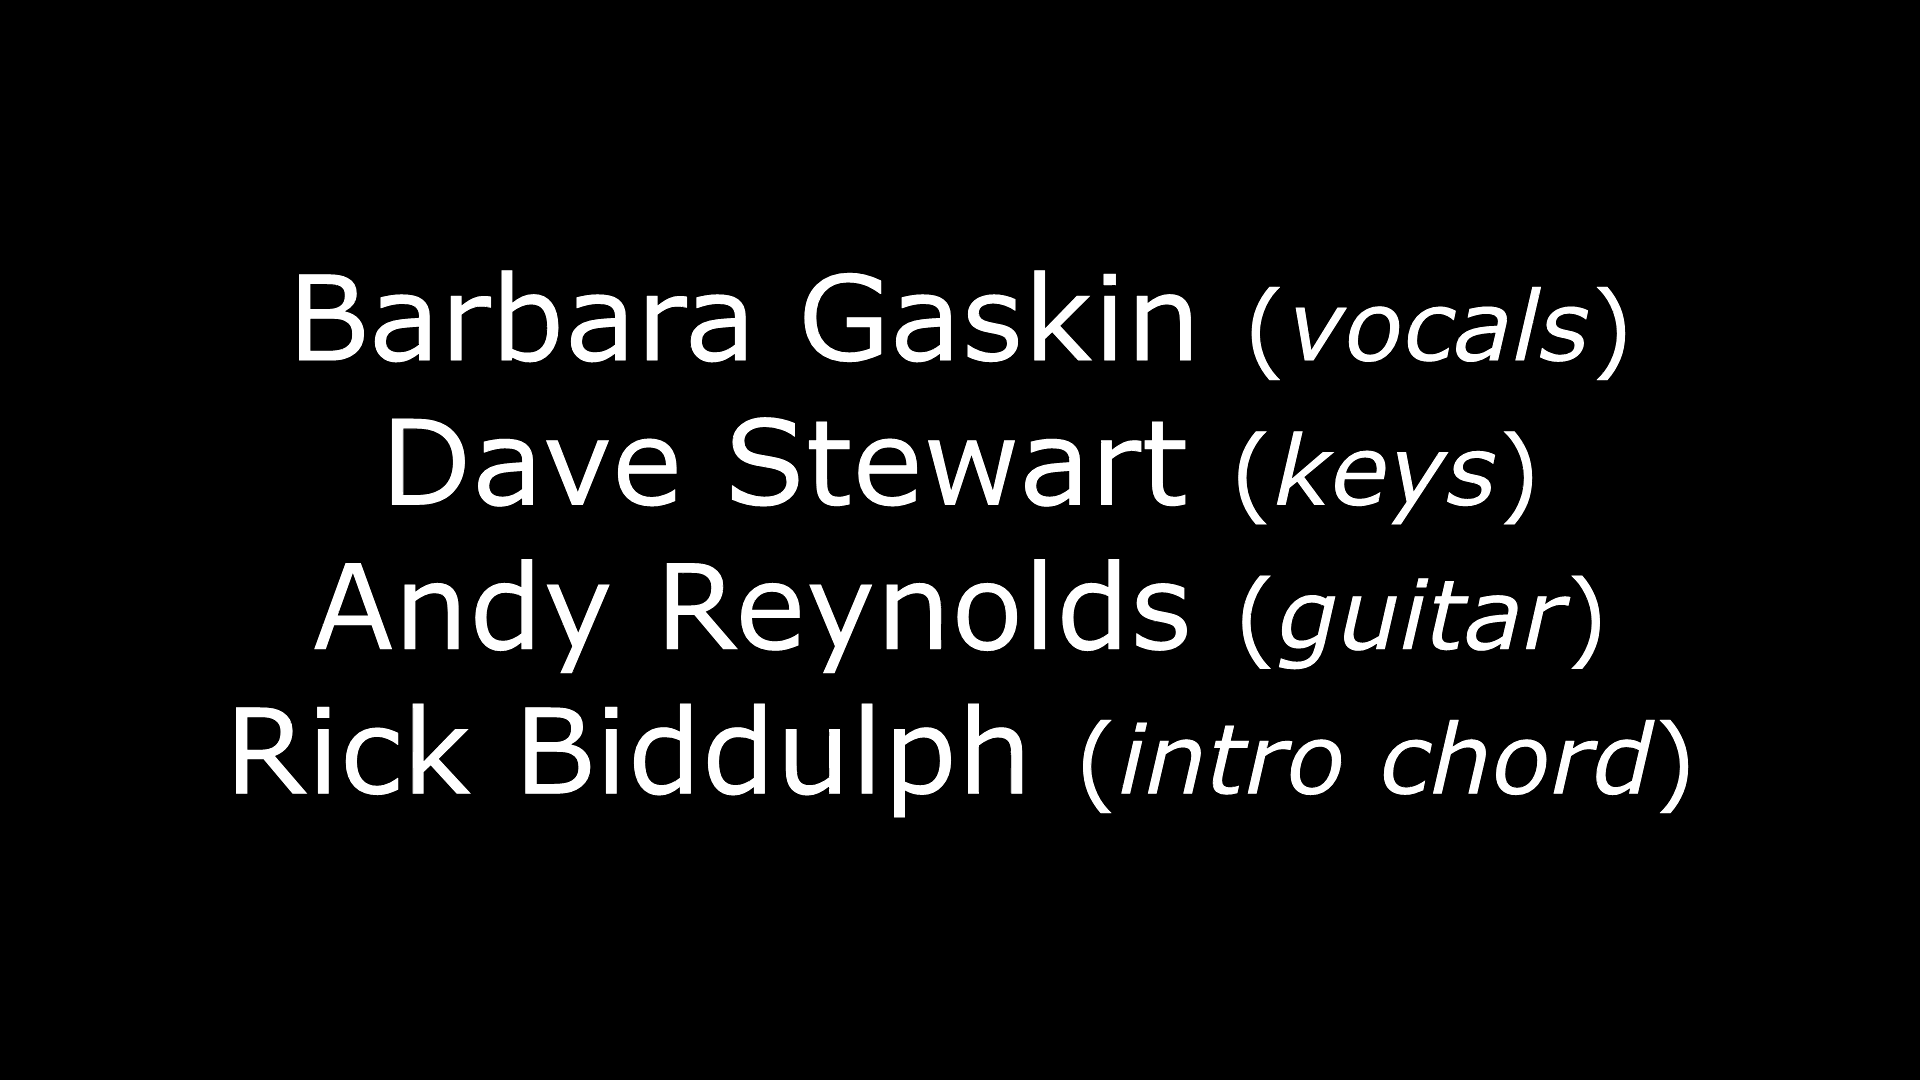 Barbara Gaskin (vocals)
Dave Stewart (keys)
Andy Reynolds (guitar)
Rick Biddulph (intro chord)